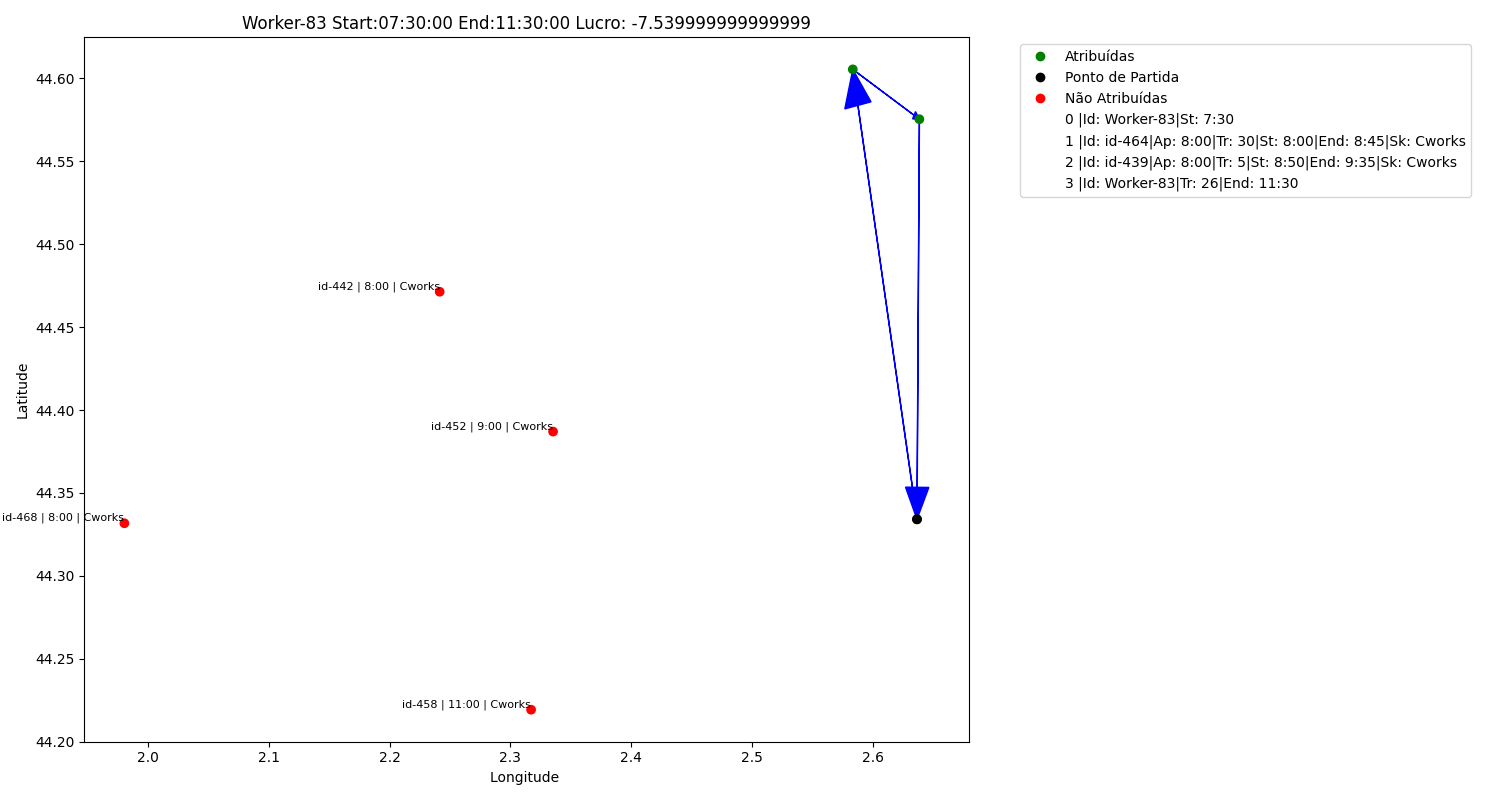 Worker-83 Start:07:30:00 End:11:30:00 Lucro: -7.539999999999999
Atribuídas
Ponto de Partida
Não Atribuídas
0 |Id: Worker-83|St: 7:30
1 |Id: id-464|Ap: 8:00|Tr: 30|St: 8:00|End: 8:45|Sk: Cworks
2 |Id: id-439|Ap: 8:00|Tr: 5|St: 8:50|End: 9:35|Sk: Cworks
3 |Id: Worker-83|Tr: 26|End: 11:30
44.60
44.55
44.50
44.45
44.40
44.35
44.30
44.25
44.20
Latitude
id-442 | 8:00 | Cworks
id-452 | 9:00 | Cworks
id-468 | 8:00 | Cworks
id-458 | 11:00 | Cworks
2.0 2.1 2.2 2.3 2.4 2.5 2.6
Longitude